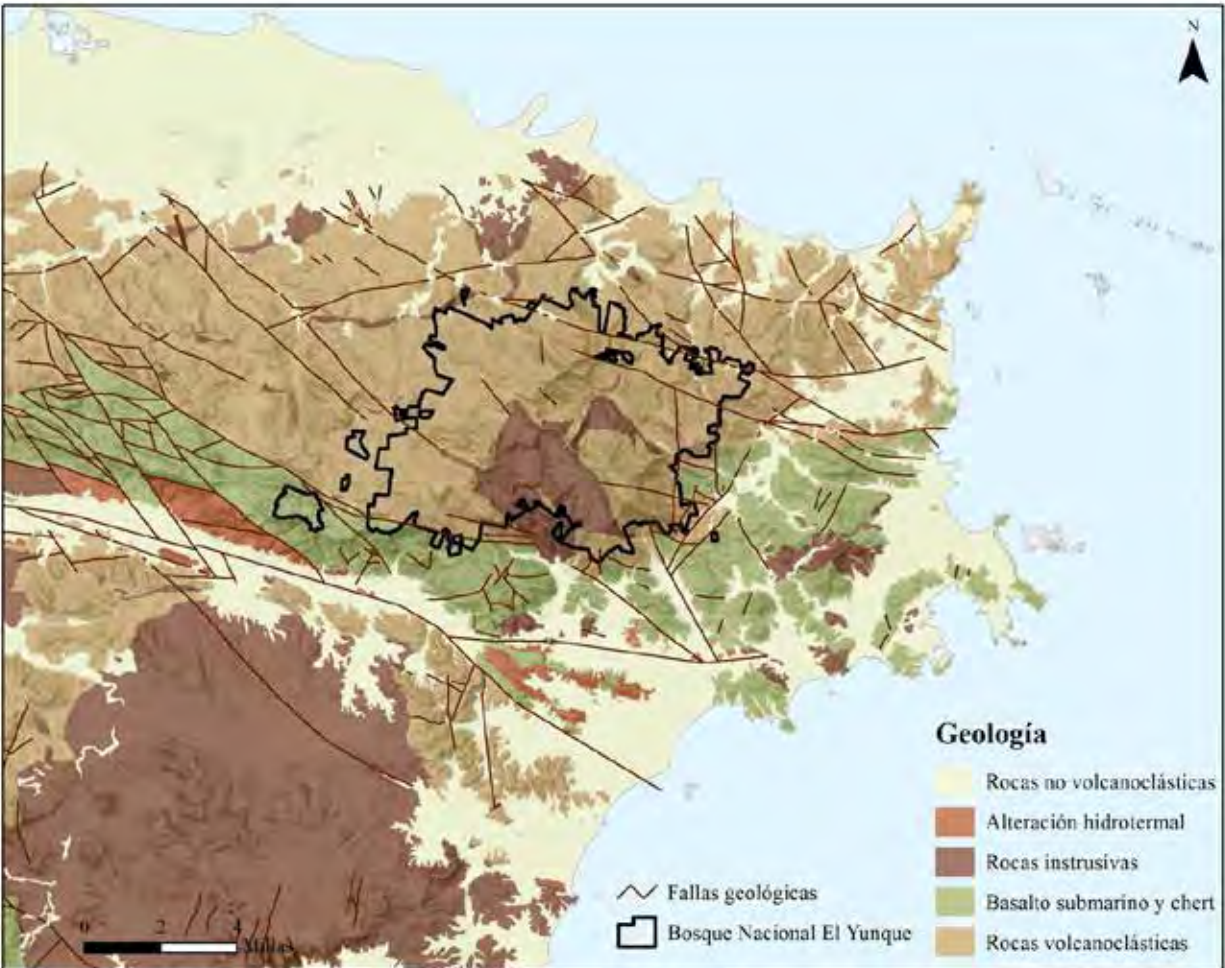 N
Geología
Rocas no volcanoclásticas
Alteración hidrotermal
Rocas instrusivas
Basalto submarino y chert
Rocas volcanoclásticas
Fallas geológicas
Bosque Nacional El Yunque
0 2 4
Millas